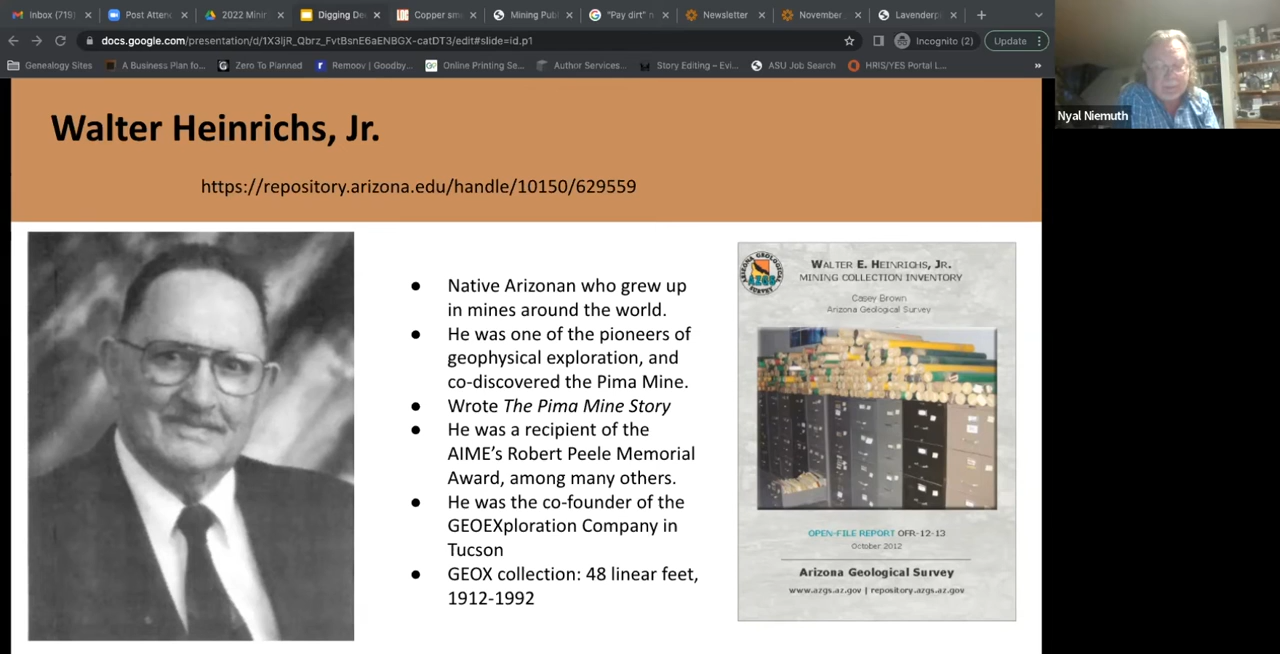 Inbox (719)
Post Atten
2022 Minin
Digging De
LOC
Copper sm
Mining Pub
"Pay dirt" n
Newsletter
November
Lavenderp
docs.google.com/presentation/d/1X3ljR_Qbrz_FvtBsnE6aENBGX-catDT3/edit#slide=id.p1
Incognito (2)
Update
Genealogy Sites
A Business Plan fo...
Zero To Planned
Remoov | Goodby...
Online Printing Se...
Author Services...
Story Editing – Evi...
ASU Job Search
HRIS/YES Portal L...
»
Nyal Niemuth
Walter Heinrichs, Jr.
https://repository.arizona.edu/handle/10150/629559
● Native Arizonan who grew up
in mines around the world.
● He was one of the pioneers of
geophysical exploration, and
co-discovered the Pima Mine.
● Wrote The Pima Mine Story
● He was a recipient of the
AIME's Robert Peele Memorial
Award, among many others.
● He was the co-founder of the
GEOEXploration Company in
Tucson
● GEOX collection: 48 linear feet,
1912-1992
ARIZONA GEOLOGICAL
SURVEY
AZGS
WALTER E. HEINRICHS, JR.
MINING COLLECTION INVENTORY
Casey Brown
Arizona Geological Survey
OPEN-FILE REPORT OFR-12-13
October 2012
Arizona Geological Survey
www.azgs.az.gov | repository.azgs.az.gov